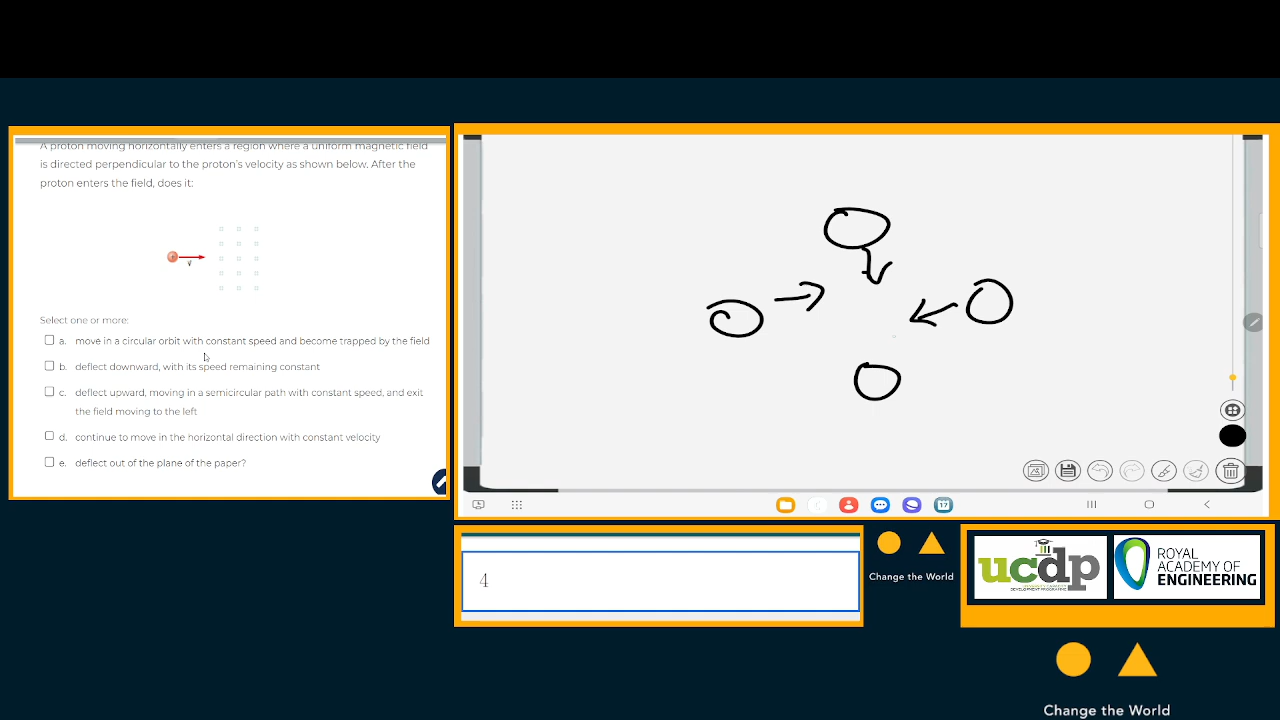 A proton moving horizontally enters a region where a uniform magnetic field
is directed perpendicular to the proton's velocity as shown below. After the
proton enters the field, does it:
v
Select one or more:
a. move in a circular orbit with constant speed and become trapped by the field
b. deflect downward, with its speed remaining constant
c. deflect upward, moving in a semicircular path with constant speed, and exit
the field moving to the left
d. continue to move in the horizontal direction with constant velocity
e. deflect out of the plane of the paper?
17
4
Change the World
ucdp
ROYAL
ACADEMY OF
ENGINEERING
Change the World